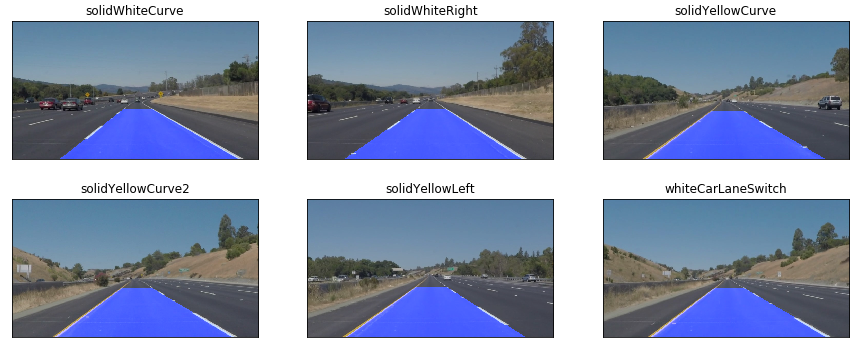 solidWhiteCurve
solidWhiteRight
solidYellowCurve
solidYellowCurve2
solidYellowLeft
whiteCarLaneSwitch